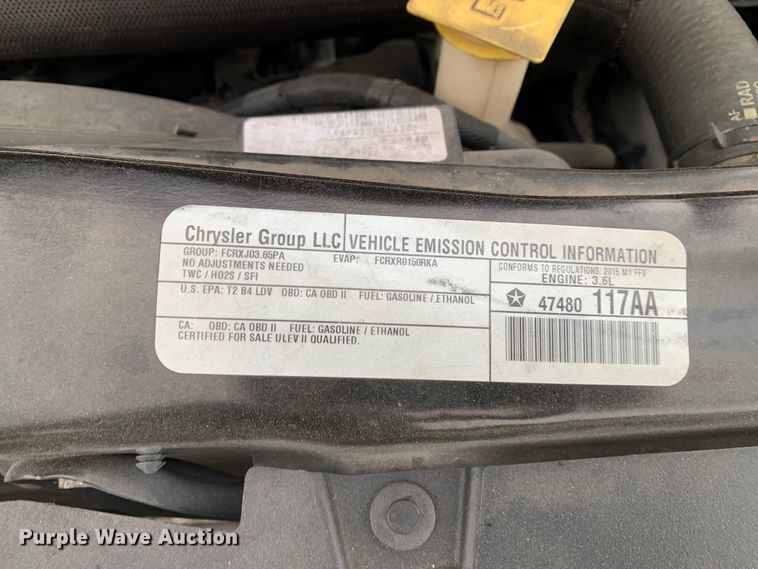 AF
RAD
Chrysler Group LLC VEHICLE EMISSION CONTROL INFORMATION
GROUP: FCRXJ03.65PA EVAP: FCRXR0150RKA
NO ADJUSTMENTS NEEDED
TWC / HO2S / SFI
CONFORMS TO REGULATIONS: 2015 MY FFV
ENGINE: 3.6L
U.S. EPA: T2 B4 LDV OBD: CA OBD II FUEL: GASOLINE / ETHANOL
47480 117AA
CA: OBD: CA OBD II FUEL: GASOLINE / ETHANOL
CERTIFIED FOR SALE ULEV II QUALIFIED.
Purple Wave Auction